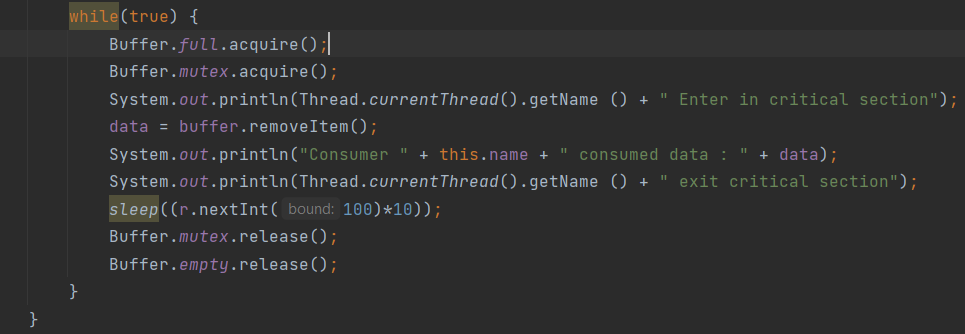 while(true) {
Buffer.full.acquire();
Buffer.mutex.acquire();
System.out.println(Thread.currentThread().getName () + " Enter in critical section");
data = buffer.removeItem();
System.out.println("Consumer " + this.name + " consumed data : " + data);
System.out.println(Thread.currentThread().getName () + " exit critical section");
sleep((r.nextInt( bound: 100)*10));
Buffer.mutex.release();
Buffer.empty.release();
}
}